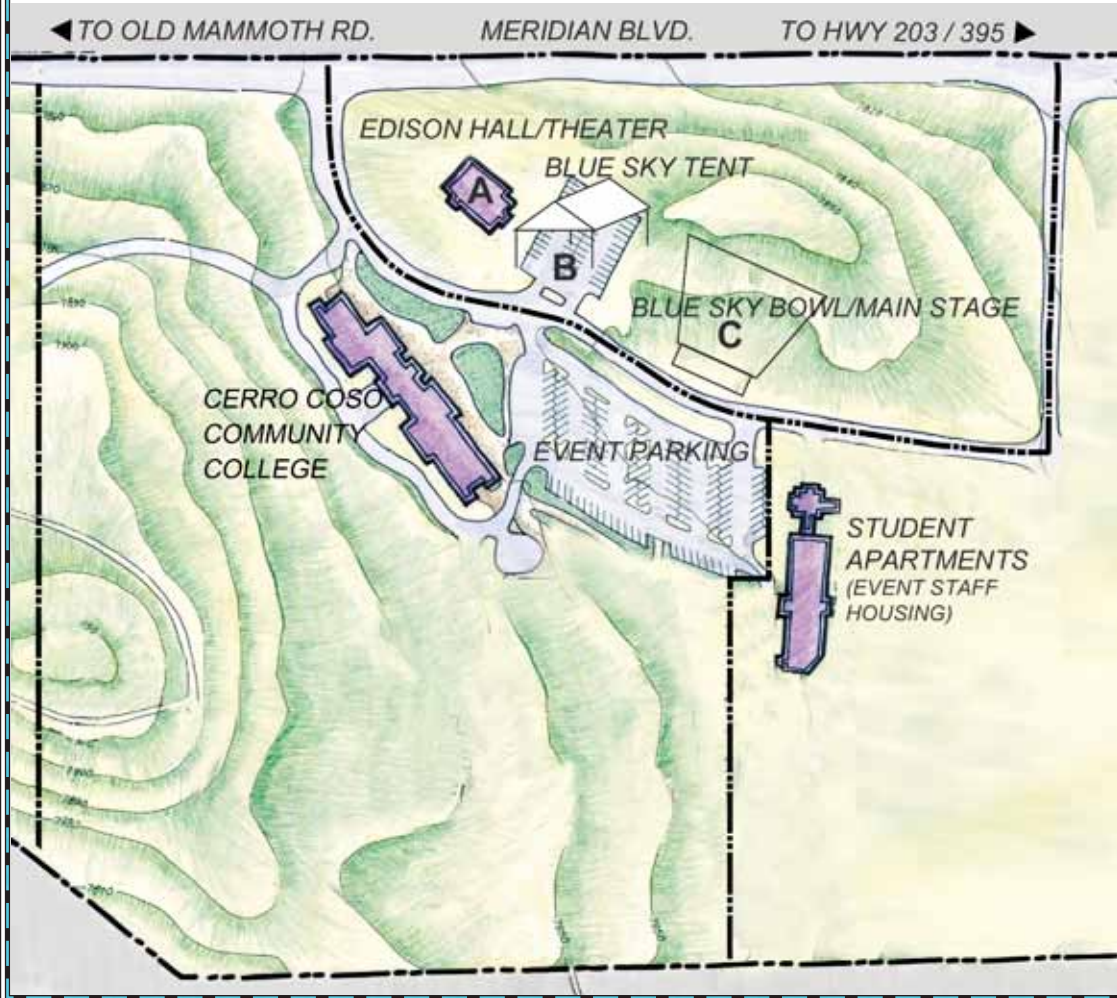 ◀ TO OLD MAMMOTH RD. MERIDIAN BLVD. TO HWY 203 / 395 ▶
EDISON HALL/THEATER
BLUE SKY TENT
A
B
BLUE SKY BOWL/MAIN STAGE
C
CERRO COSO
COMMUNITY
COLLEGE
EVENT PARKING
STUDENT
APARTMENTS
(EVENT STAFF
HOUSING)